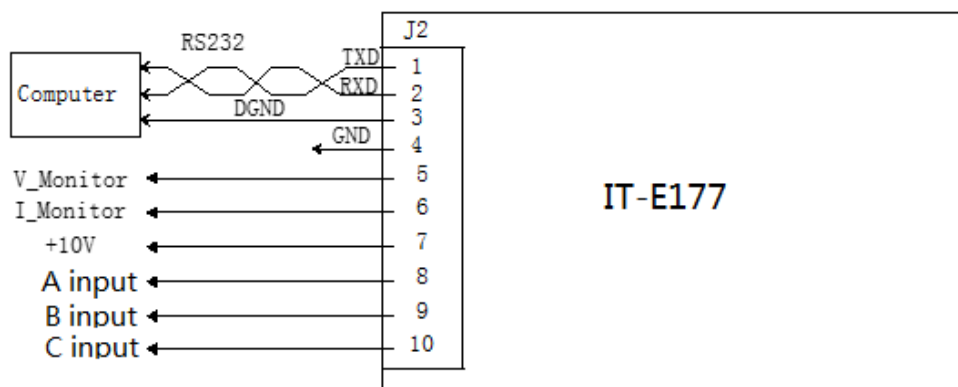 J2
RS232
TXD
1
Computer
RXD
2
DGND
3
GND
4
V_Monitor
5
I_Monitor
6
+10V
7
A input
8
B input
9
C input
10
IT-E177